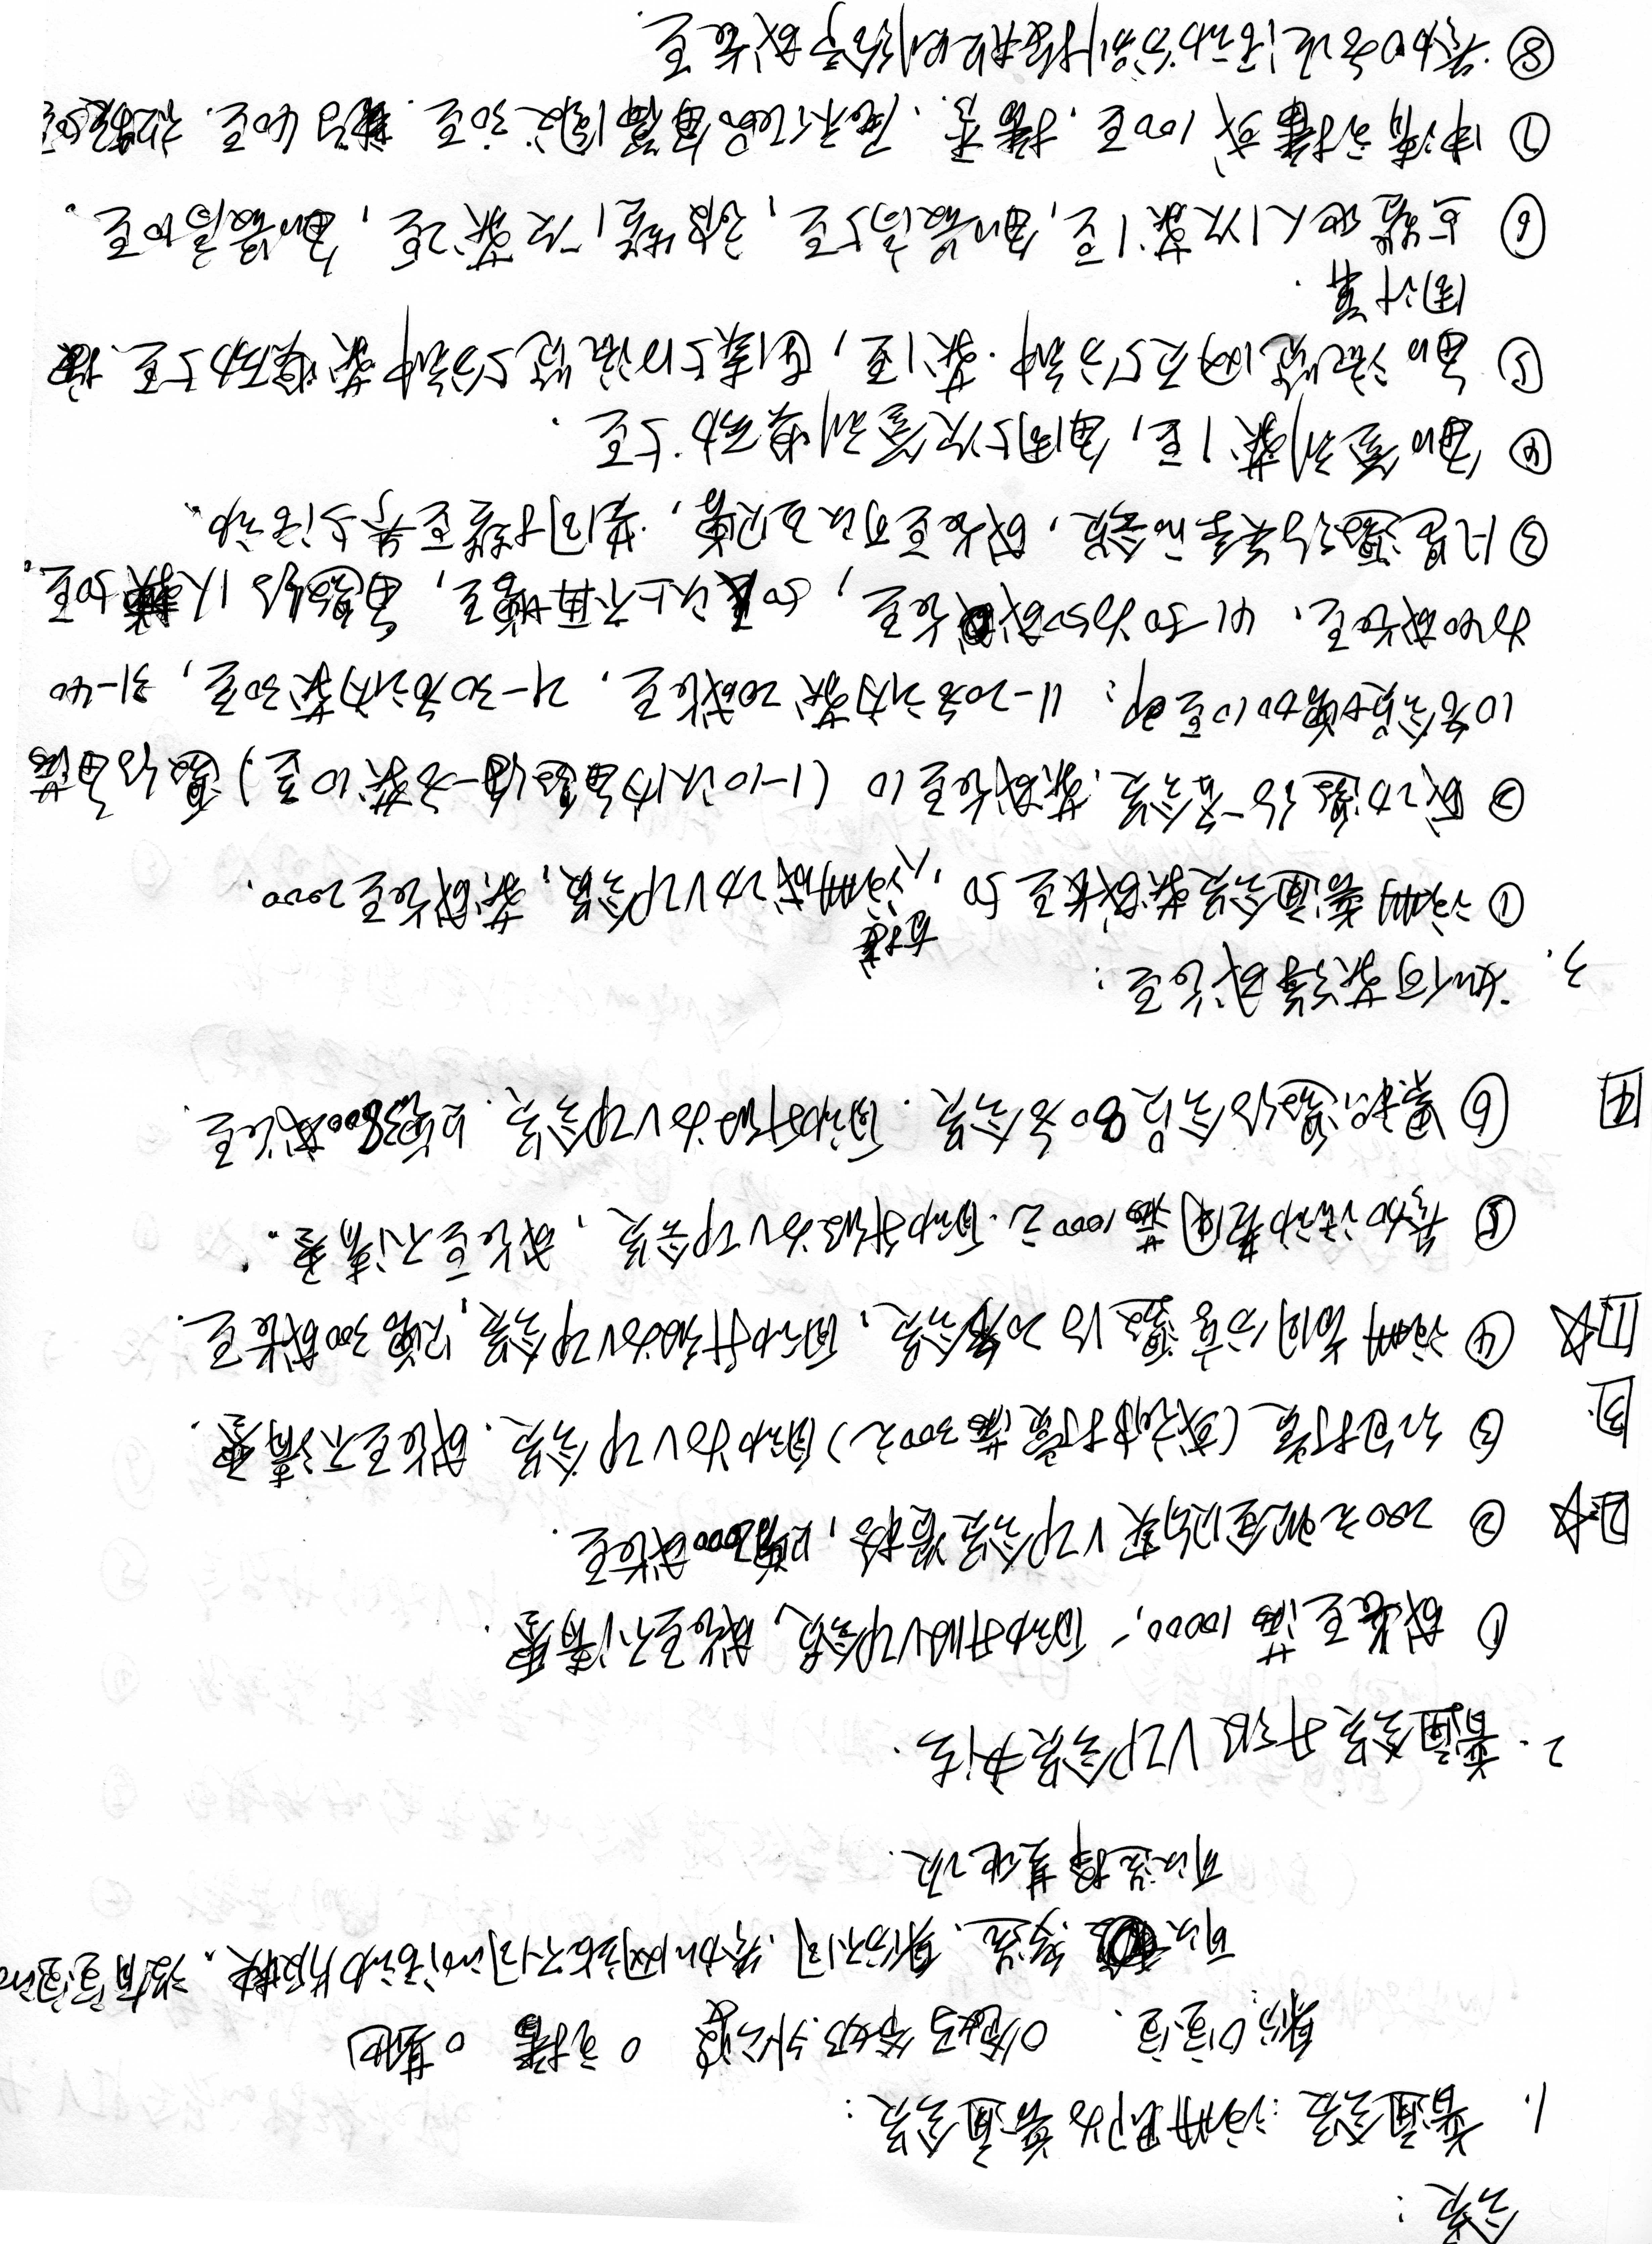 会员：
1. 普通会员：注册即为普通会员：
身份：○宝宝、 ○爸妈爷奶.外公婆 ○主播 ○其他
可以多选、身份不同、参加网站不同的活动版块、没有宝宝的
可以选择其他项.
2. 普通会员升级VIP会员办法.
① 成长豆满10000,- 自动升级VIP会员, 成长豆不清零.
[2]☆ ② 200元现金购买VIP会员资格, 赠2000成长豆.
[3]. ③ 红包打赏(或被打赏满300元)自动为VIP会员. 成长豆不清零.
[1]☆ ④ 注册首周分享邀约20名会员、自动升级为VIP会员, 赠300成长豆.
⑤ 参加活动费用满1000元.自动升级为VIP会员、成长豆不清零.
[4] ⑥ 累积邀约会员80名会员. 自动升级为VIP会员. 赠3800成长豆.
3. 如何获得成长豆：
① 注册普通会员获成长豆50, 直接注册成功VIP会员, 获成长豆2000、
② 成功邀约一名会员、获成长豆10 (1-10以内每邀约一名获10豆) 邀约每满
10名会员增加10豆即：11-20名之内获20成长豆, 21-30名之内获30豆, 31-40
为40成长豆、41-50为50成长豆, 50以上不再增豆, 每邀约1人获50豆。
③ 凡是邀约关系的会员, 成长豆可以互赠, 共同攒豆参与活动。
④ 每日签到获1豆, 每周5次签到奖励5豆.
⑤ 每日浏览网页5分钟.获1豆, 连续5日浏览5分钟获奖励5豆、按
周计算.
⑥ 点赞他人1次获1豆, 每日最高5豆, 被赞1次获2豆, 每日最高10豆。
⑦ 申请主播或100豆.播秀、展示作品每篇图文30豆. 40豆. 视频50豆
⑧ 参加各项活动分别按规则给予成长豆.